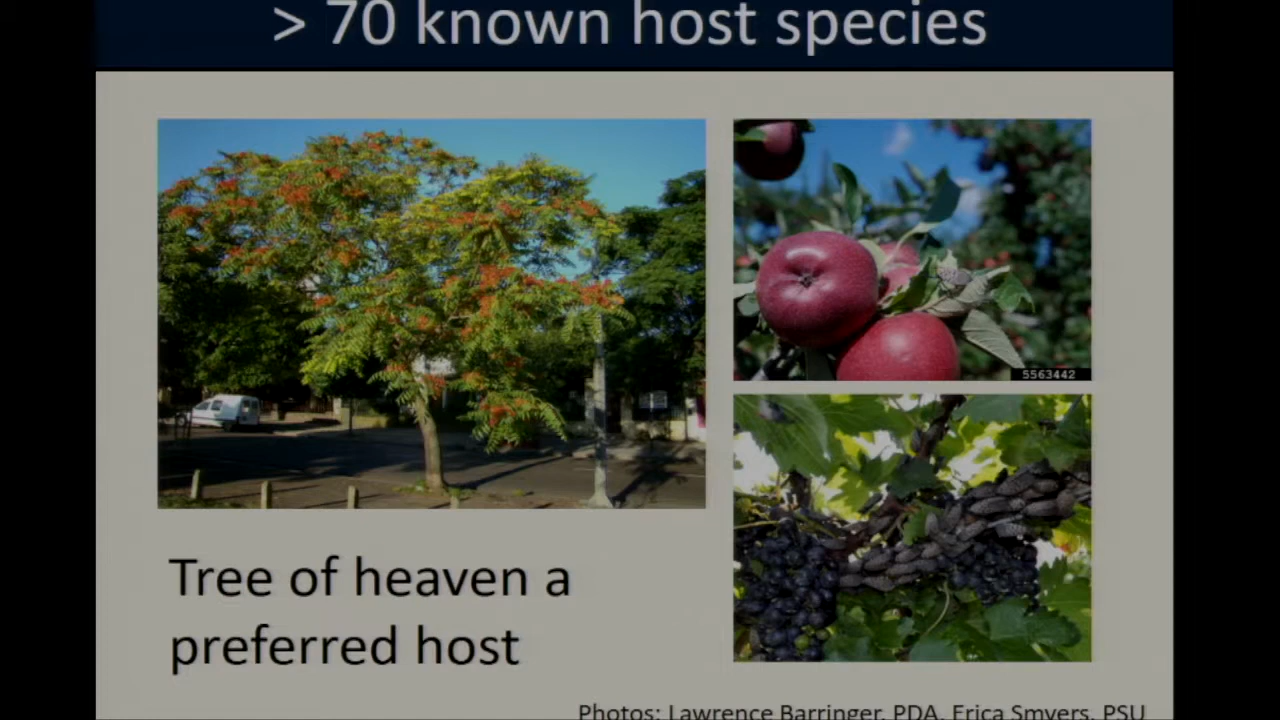 > 70 known host species
5563442
Tree of heaven a
preferred host
Photos: Lawrence Barringer, PDA, Erica Smyers, PSU